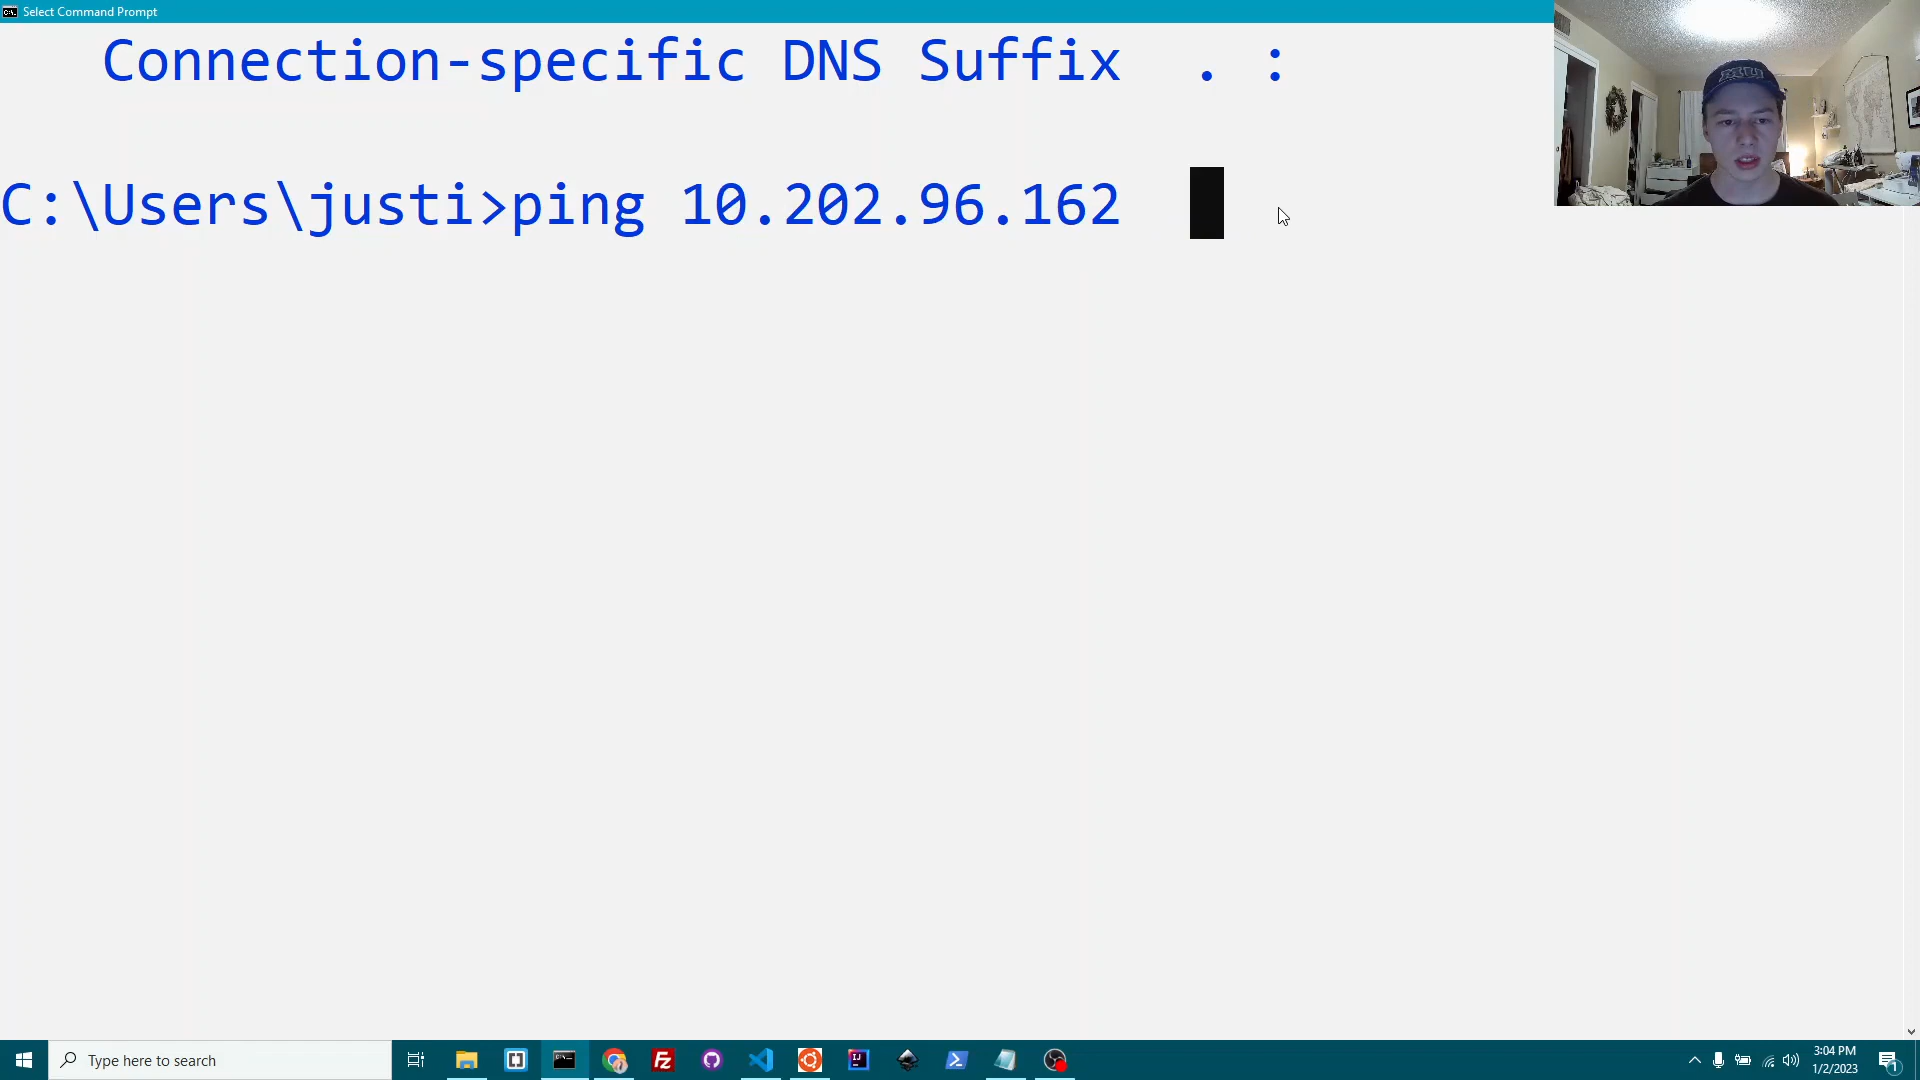 Select Command Prompt
Connection-specific DNS Suffix  . :
C:\Users\justi>ping 10.202.96.162
Type here to search
3:04 PM
1/2/2023